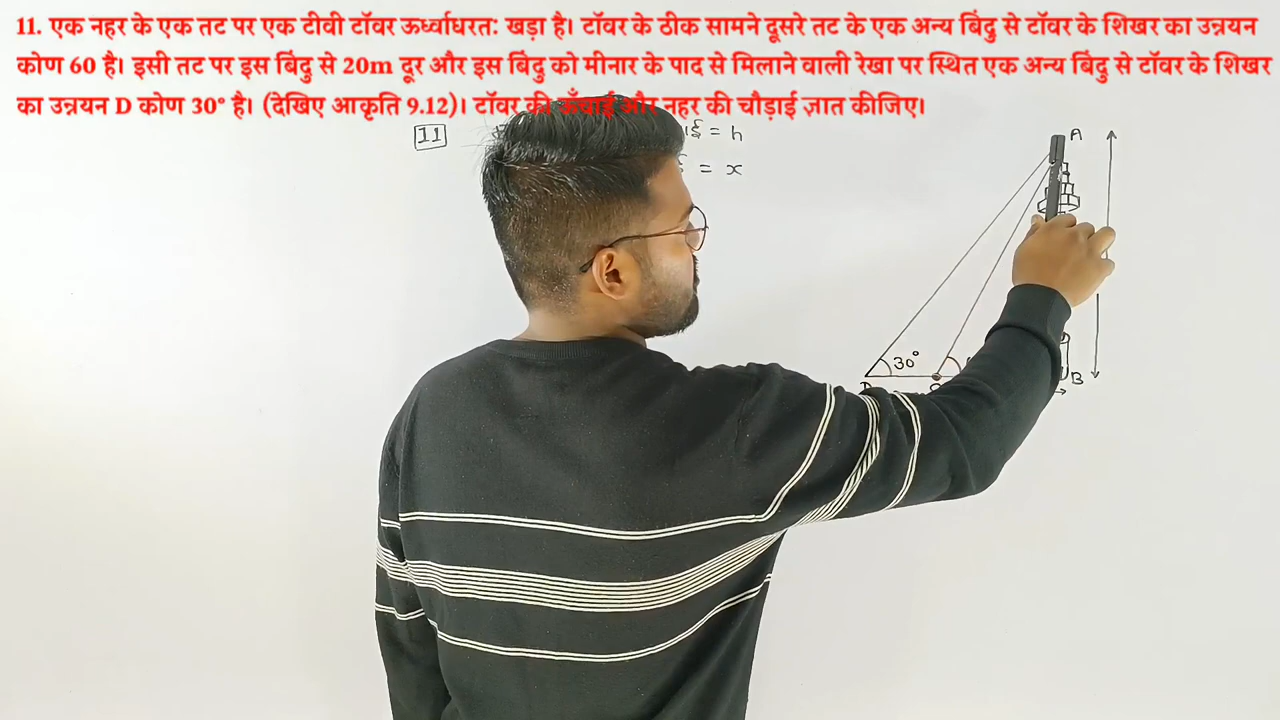 11. एक नहर के एक तट पर एक टीवी टॉवर ऊर्ध्वाधरत: खड़ा है। टॉवर के ठीक सामने दूसरे तट के एक अन्य बिंदु से टॉवर के शिखर का उन्नयन
कोण 60 है। इसी तट पर इस बिंदु से 20m दूर और इस बिंदु को मीनार के पाद से मिलाने वाली रेखा पर स्थित एक अन्य बिंदु से टॉवर के शिखर
का उन्नयन D कोण 30° है। (देखिए आकृति 9.12)। टॉवर की ऊँचाई और नहर की चौड़ाई ज्ञात कीजिए।
11
= h
= x
A
30°
B